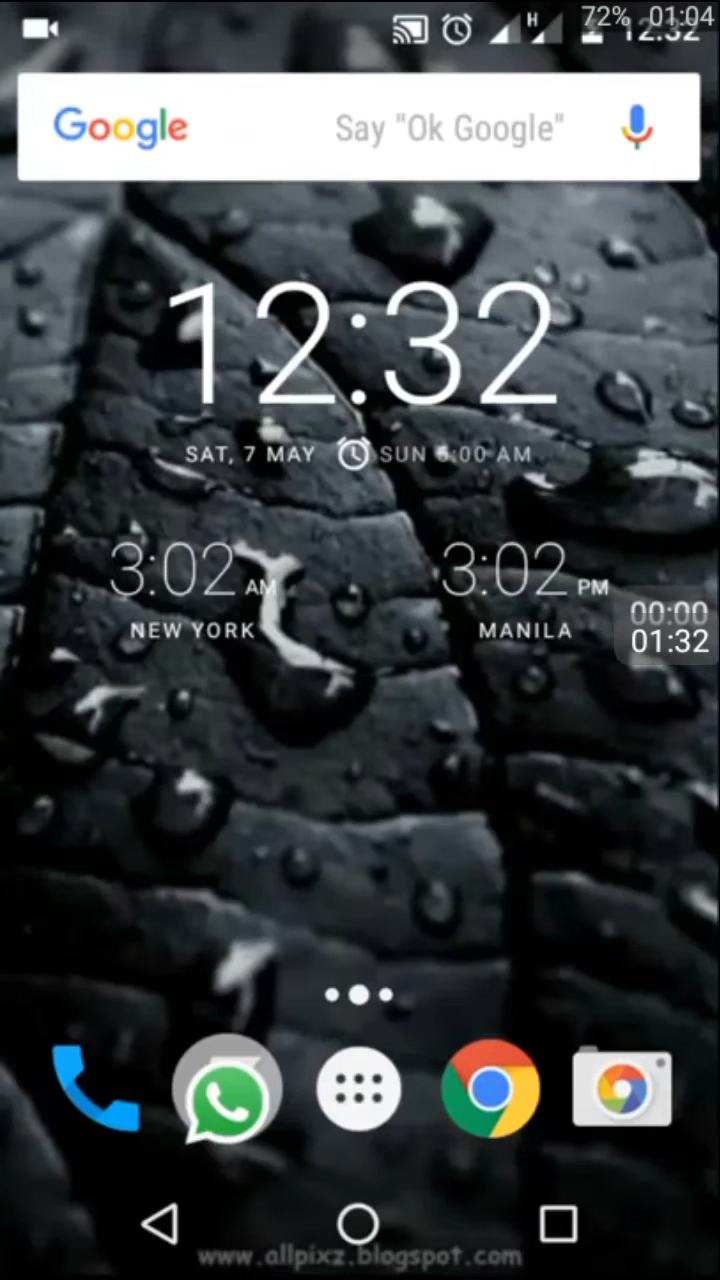 H 72% 01:04
12:32
Google Say "Ok Google"
12:32
SAT, 7 MAY SUN 6:00 AM
3:02 AM 3:02 PM
NEW YORK MANILA
00:00
01:32
www.allpixz.blogspot.com